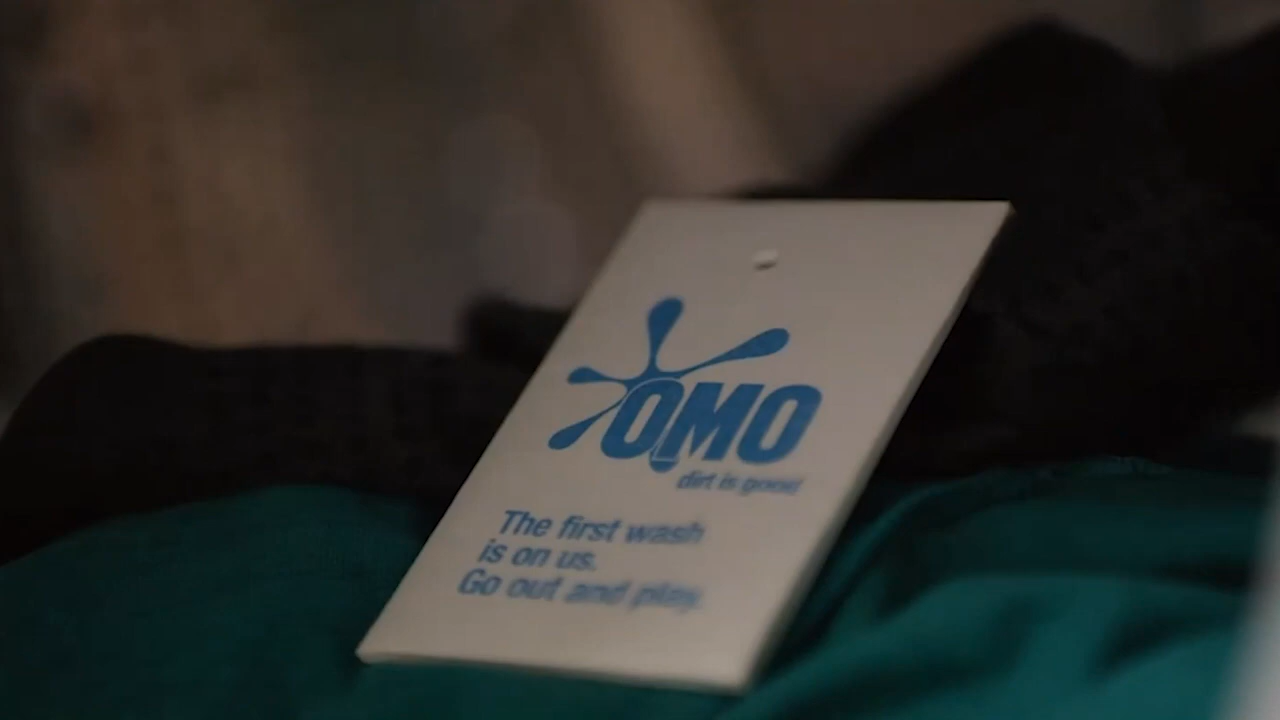 OMO
dirt is good
The first wash
is on us.
Go out and play.